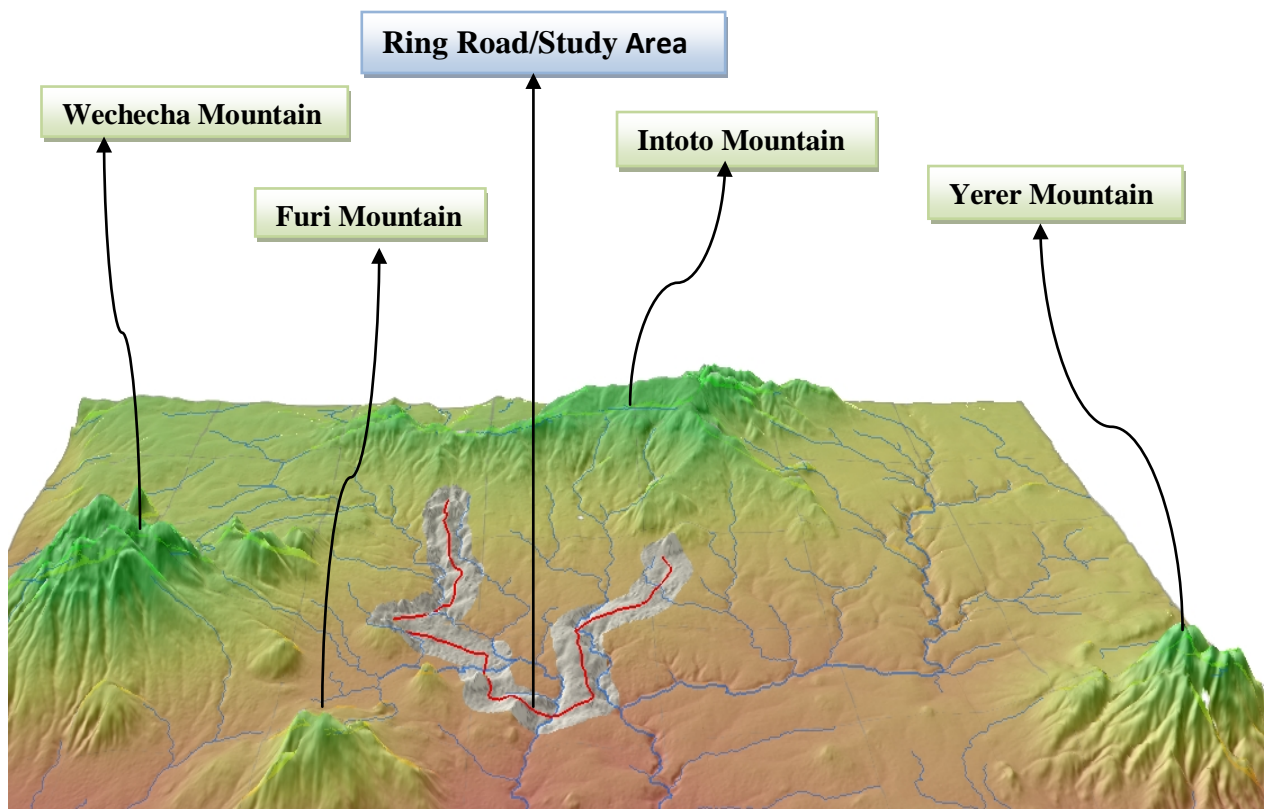 Ring Road/Study Area
Wechecha Mountain
Intoto Mountain
Yerer Mountain
Furi Mountain